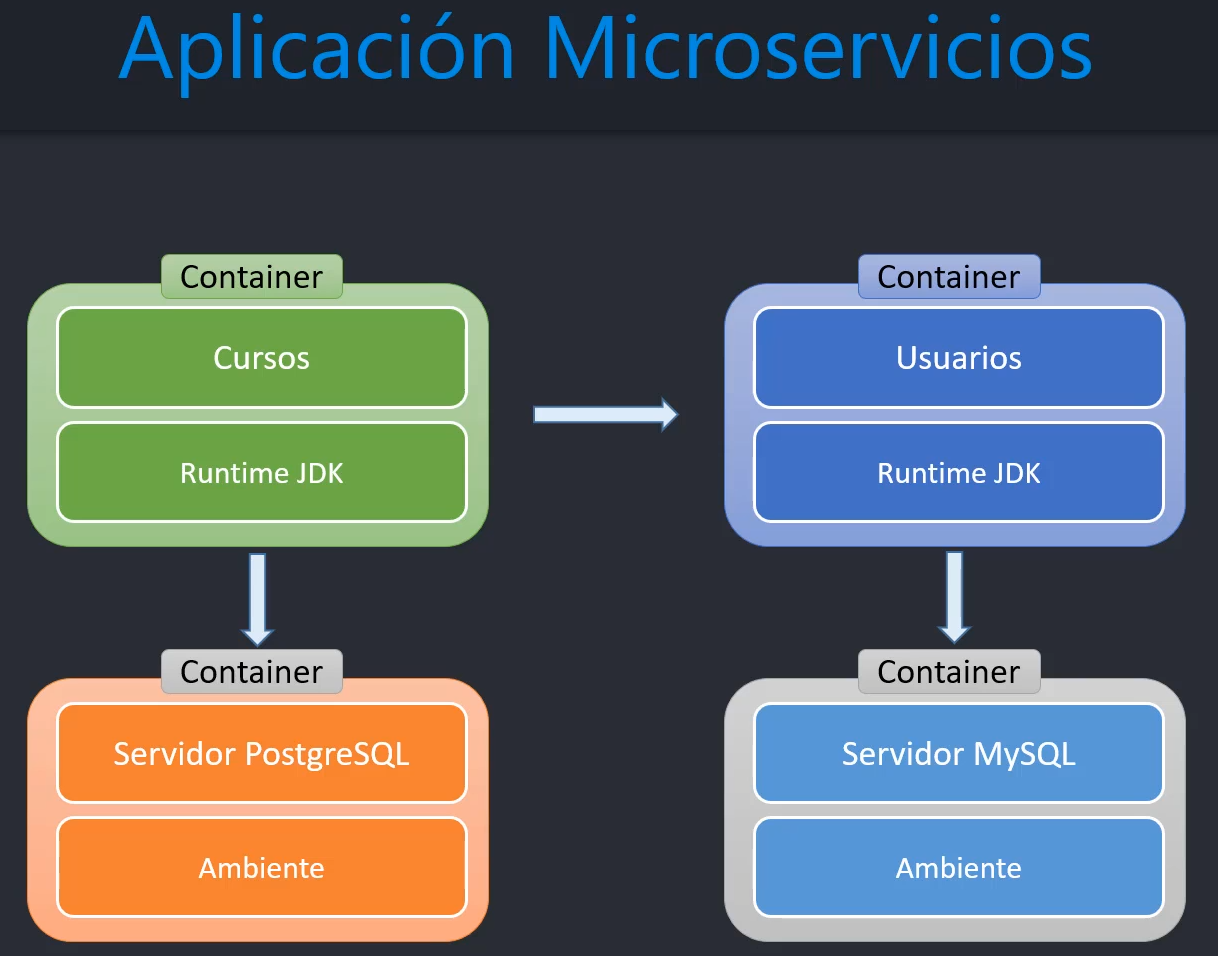 Aplicación Microservicios
Container
Cursos
Runtime JDK
Container
Usuarios
Runtime JDK
Container
Servidor PostgreSQL
Ambiente
Container
Servidor MySQL
Ambiente